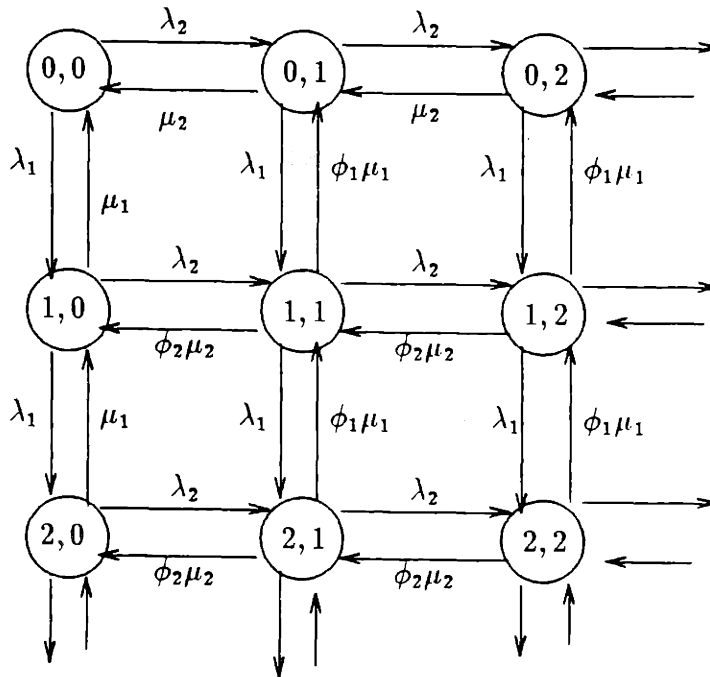 λ₂ λ₂
0,0 0,1 0,2
μ₂ μ₂
λ₁ μ₁ λ₁ ϕ₁μ₁ λ₁ ϕ₁μ₁
λ₂ λ₂
1,0 1,1 1,2
ϕ₂μ₂ ϕ₂μ₂
λ₁ μ₁ λ₁ ϕ₁μ₁ λ₁ ϕ₁μ₁
λ₂ λ₂
2,0 2,1 2,2
ϕ₂μ₂ ϕ₂μ₂